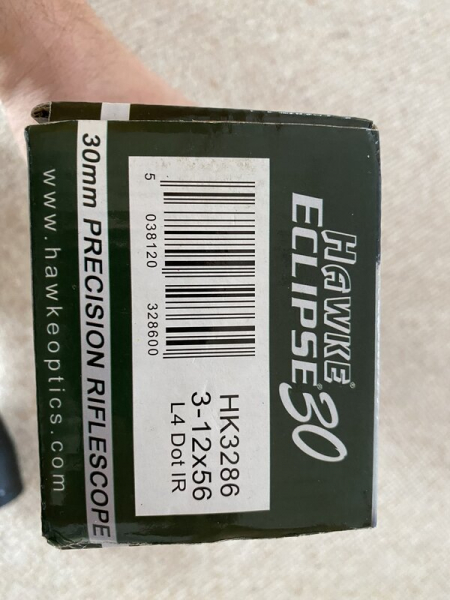 HAWKE®
ECLIPSE®30
5 038120 328600
HK3286
3-12x56
L4 Dot IR
30mm PRECISION RIFLESCOPE
www.hawkeoptics.com